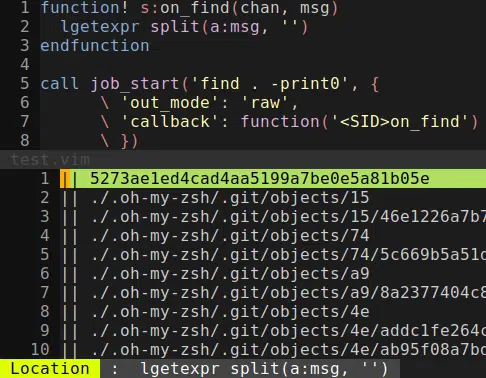 1 function! s:on_find(chan, msg)
2   lgetexpr split(a:msg, '')
3 endfunction
4
5 call job_start('find . -print0', {
6       \ 'out_mode': 'raw',
7       \ 'callback': function('<SID>on_find')
8       \ })
test.vim
1 || 5273ae1ed4cad4aa5199a7be0e5a81b05e
2 || ./.oh-my-zsh/.git/objects/15
3 || ./.oh-my-zsh/.git/objects/15/46e1226a7b7
4 || ./.oh-my-zsh/.git/objects/74
5 || ./.oh-my-zsh/.git/objects/74/5c669b5a51d
6 || ./.oh-my-zsh/.git/objects/a9
7 || ./.oh-my-zsh/.git/objects/a9/8a2377404c8
8 || ./.oh-my-zsh/.git/objects/4e
9 || ./.oh-my-zsh/.git/objects/4e/addc1fe264c
10 || ./.oh-my-zsh/.git/objects/4e/ab95f08a7bd
Location :  lgetexpr split(a:msg, '')